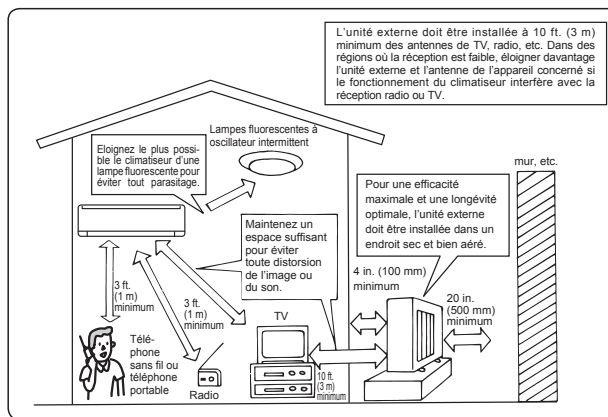 L'unité externe doit être installée à 10 ft. (3 m)
minimum des antennes de TV, radio, etc. Dans des
régions où la réception est faible, éloigner davantage
l'unité externe et l'antenne de l'appareil concerné si
le fonctionnement du climatiseur interfère avec la
réception radio ou TV.
Lampes fluorescentes à
oscillateur intermittent
Eloignez le plus possi-
ble le climatiseur d'une
lampe fluorescente pour
éviter tout parasitage.
mur, etc.
Pour une efficacité
maximale et une longévité
optimale, l'unité externe
doit être installée dans un
endroit sec et bien aéré.
Maintenez un
espace suffisant
pour éviter
toute distorsion
de l'image ou
du son.
4 in. (100 mm)
minimum
20 in.
(500 mm)
minimum
3 ft.
(1 m)
minimum
3 ft.
(1 m)
minimum
TV
Télé-
phone
sans fil ou
téléphone
portable
Radio
10 ft.
(3 m)
minimum